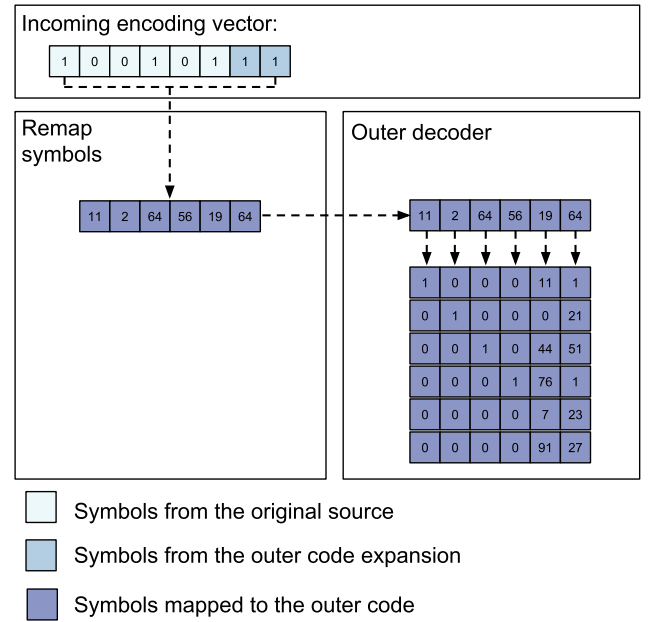 Incoming encoding vector:
1 0 0 1 0 1 1 1
Remap
symbols
11 2 64 56 19 64
Outer decoder
11 2 64 56 19 64
1 0 0 0 11 1
0 1 0 0 0 21
0 0 1 0 44 51
0 0 0 1 76 1
0 0 0 0 7 23
0 0 0 0 91 27
Symbols from the original source
Symbols from the outer code expansion
Symbols mapped to the outer code